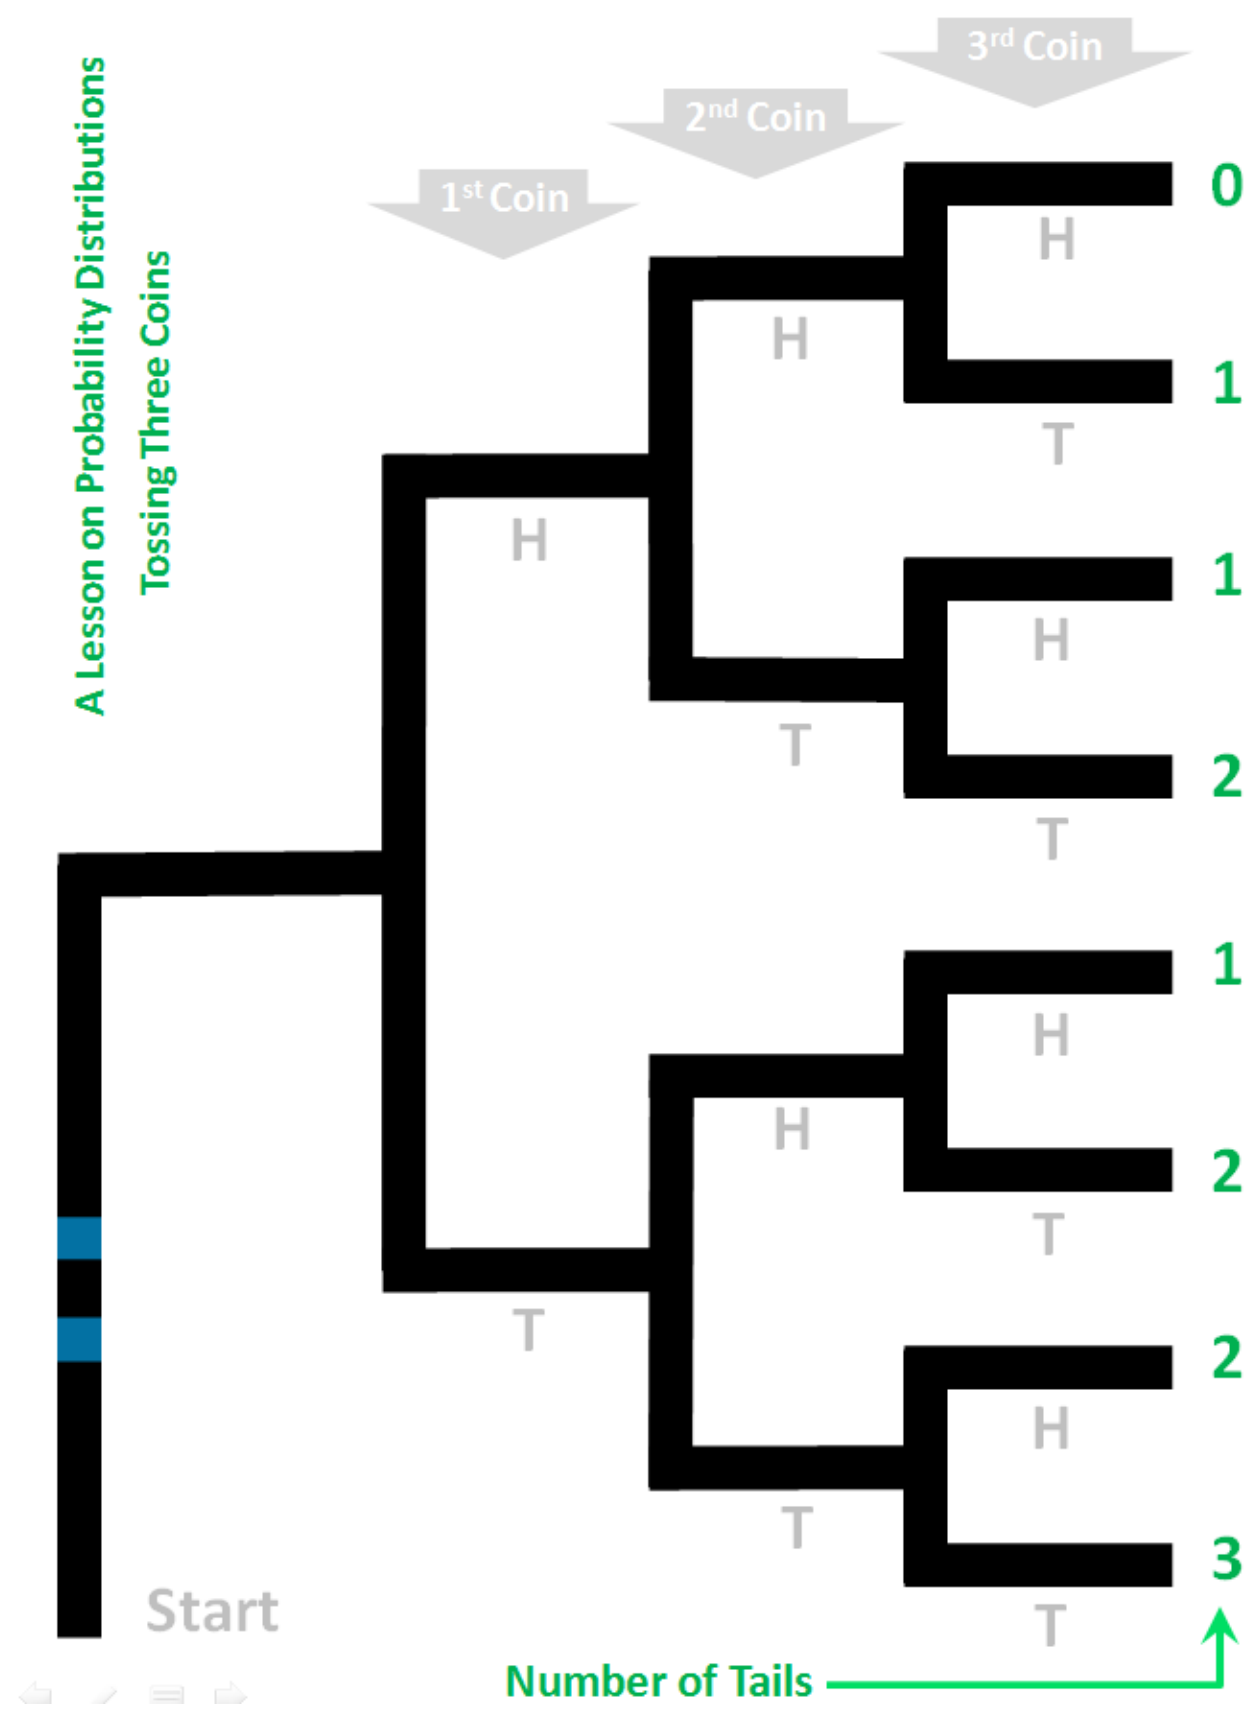 A Lesson on Probability Distributions
Tossing Three Coins
1st Coin
2nd Coin
3rd Coin
0
H
H
1
T
H
1
H
T
2
T
1
H
H
2
T
T
2
H
T
3
T
Start
Number of Tails